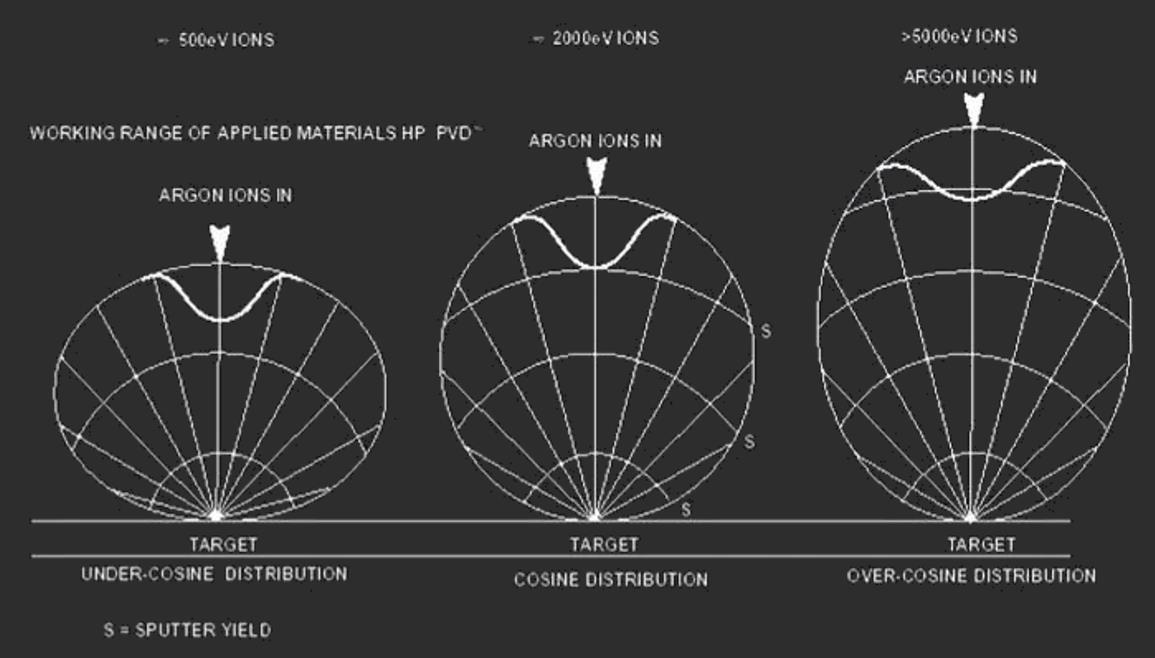 ~ 500eV IONS
~ 2000eV IONS
>5000eV IONS
ARGON IONS IN
WORKING RANGE OF APPLIED MATERIALS HP PVD™
ARGON IONS IN
ARGON IONS IN
S
S
S
TARGET
TARGET
TARGET
UNDER-COSINE DISTRIBUTION
COSINE DISTRIBUTION
OVER-COSINE DISTRIBUTION
S = SPUTTER YIELD